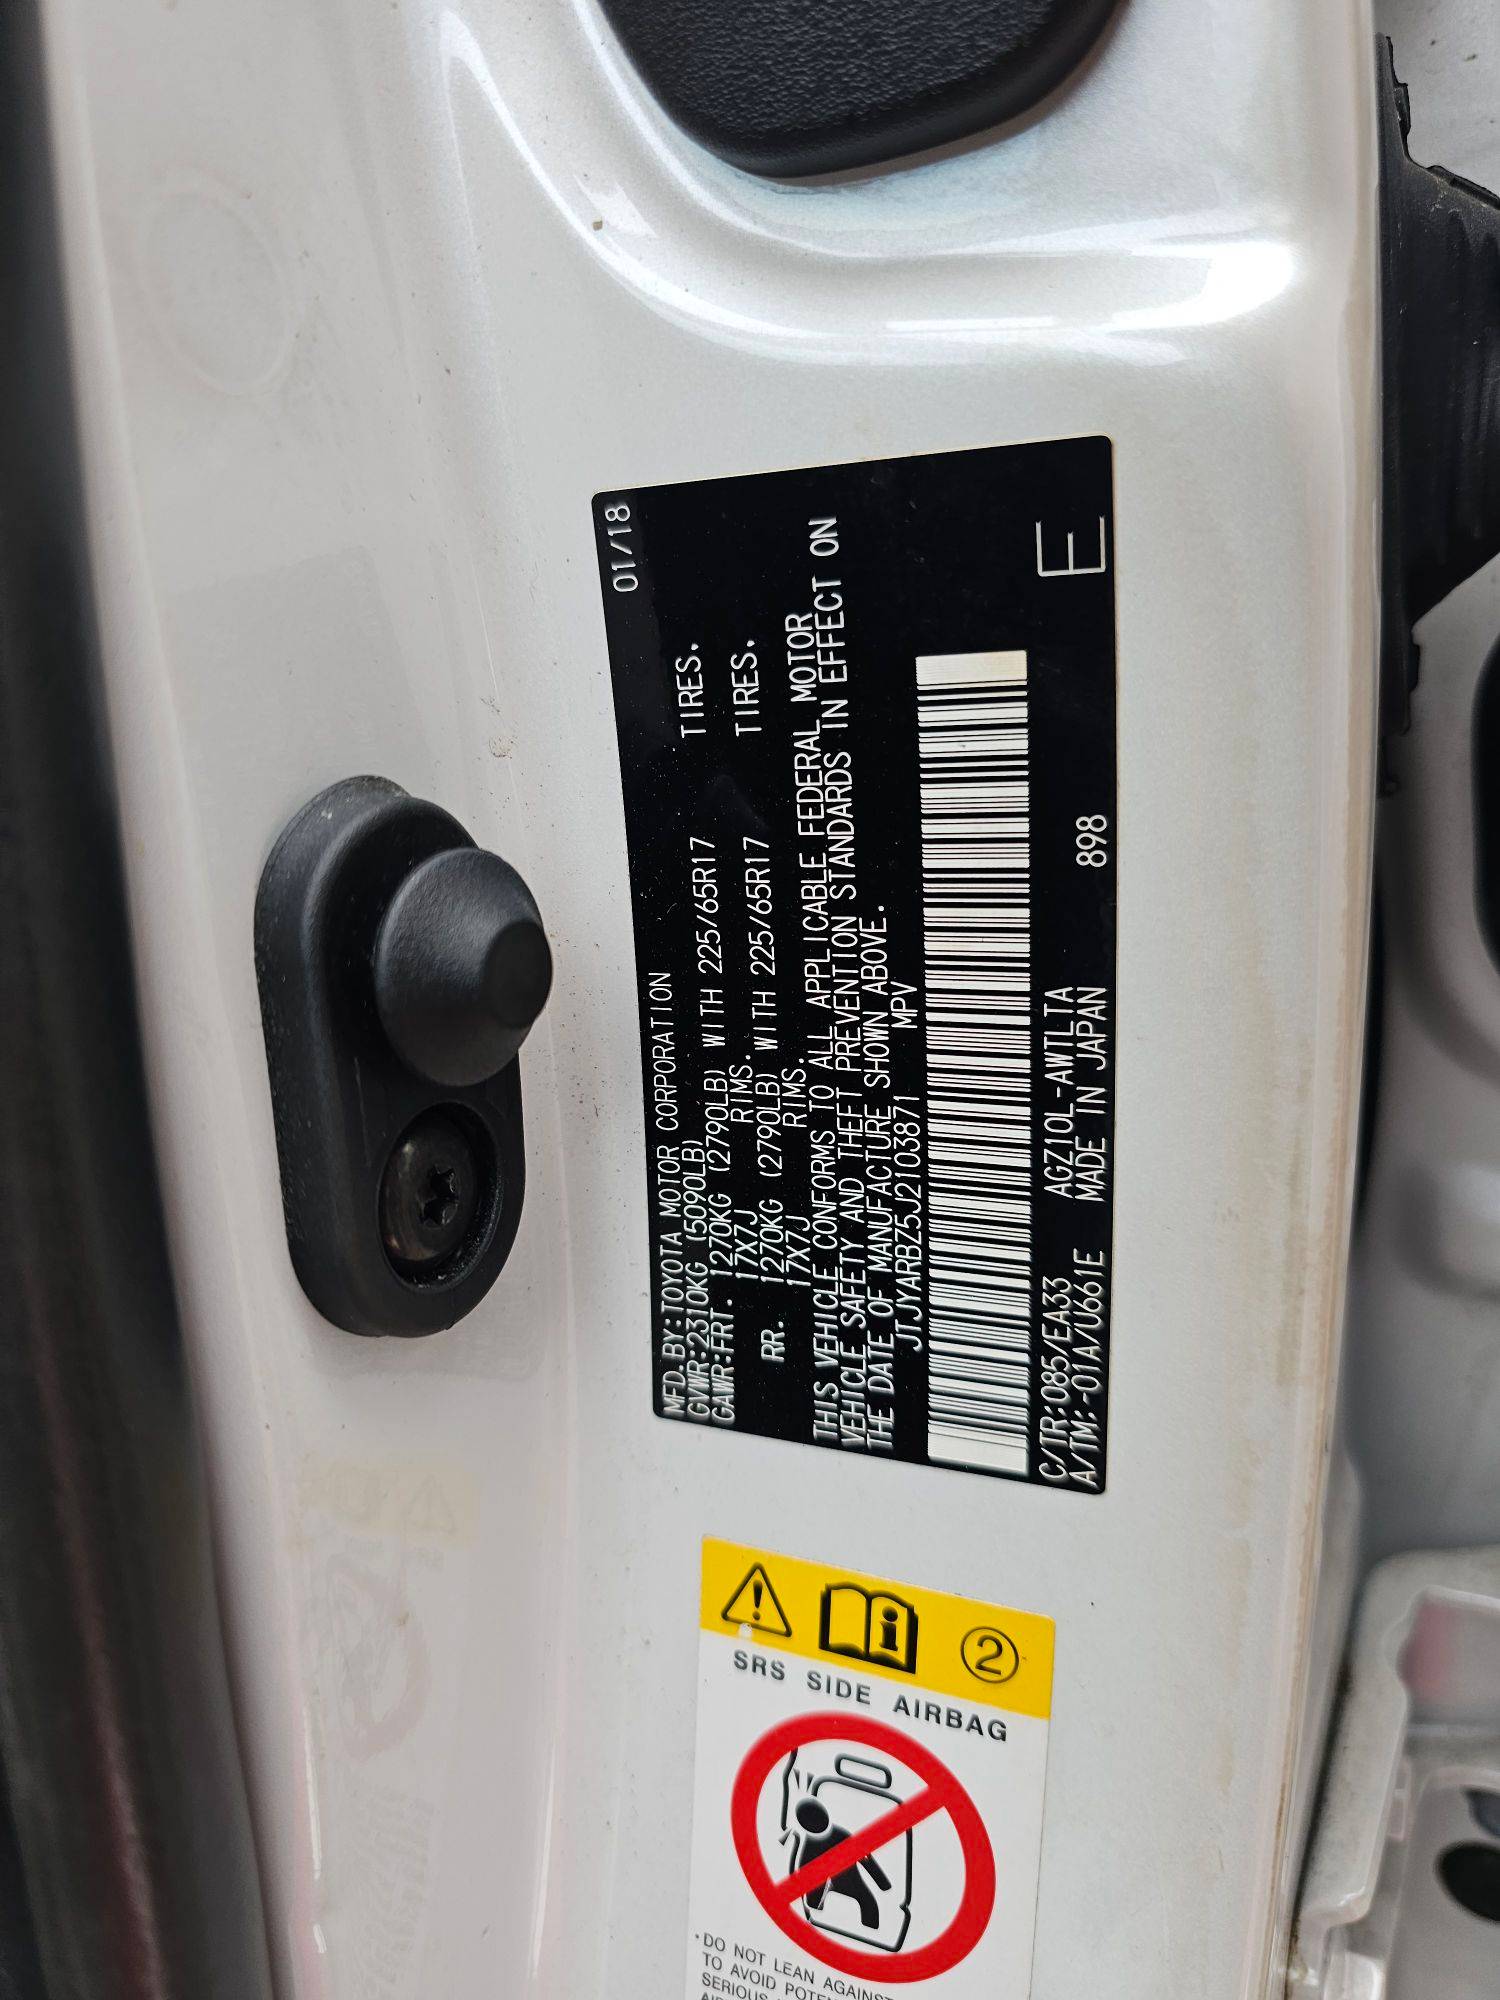 01/18
MFD. BY:TOYOTA MOTOR CORPORATION
GVWR:2310KG (5090LB)
GAWR:FRT. 1270KG (2790LB) WITH 225/65R17 TIRES.
17X7J RIMS.
RR. 1270KG (2790LB) WITH 225/65R17 TIRES.
17X7J RIMS.
THIS VEHICLE CONFORMS TO ALL APPLICABLE FEDERAL MOTOR
VEHICLE SAFETY AND THEFT PREVENTION STANDARDS IN EFFECT ON
THE DATE OF MANUFACTURE SHOWN ABOVE.
JTJYARBZ5J2103871 MPV
C/TR:085/EA33 AGZ10L-AWTLTA
A/TM:-01A/U661E MADE IN JAPAN 898
E
2
SRS SIDE AIRBAG
•DO NOT LEAN AGAINST
TO AVOID
SERIOUS